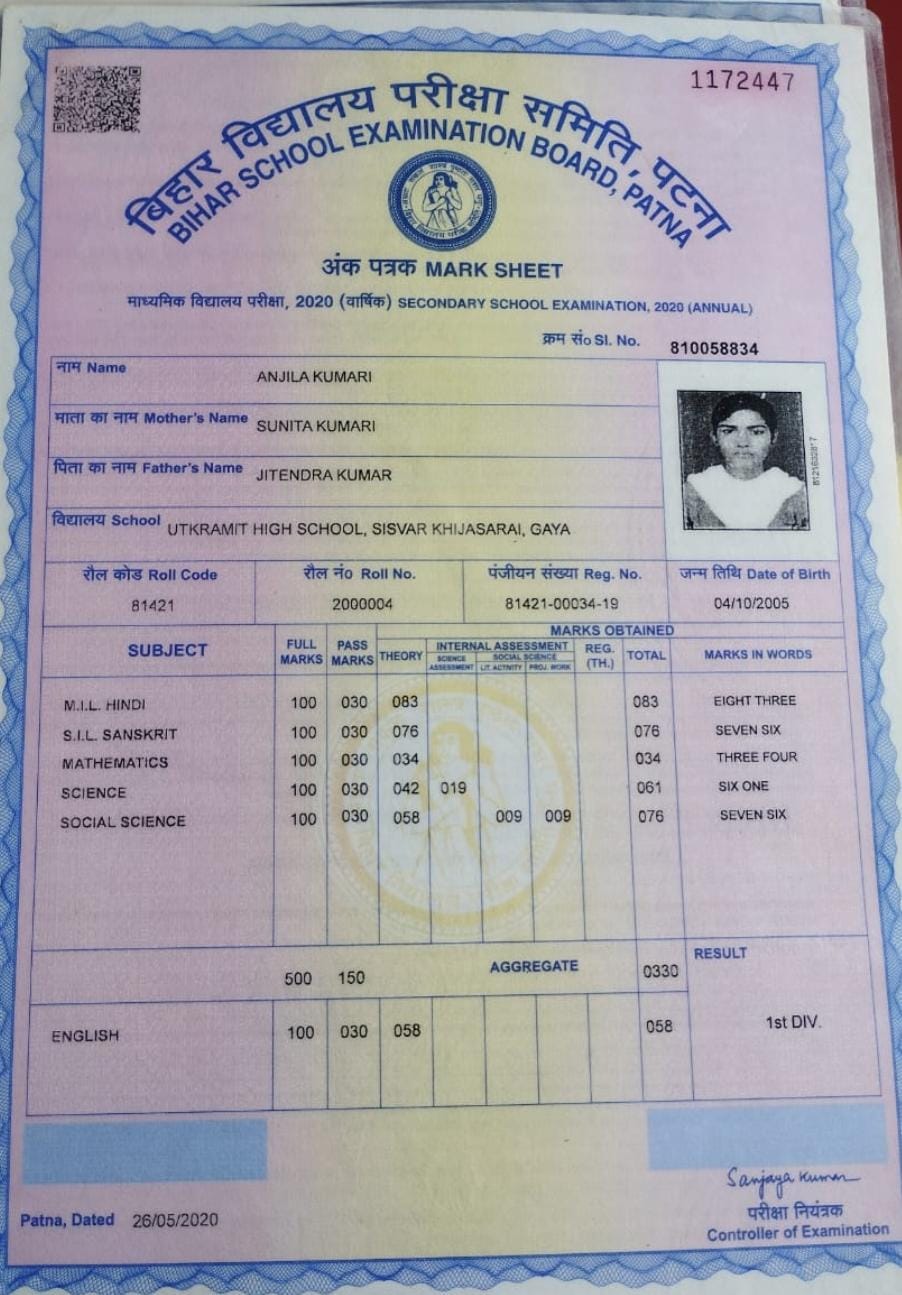 1172447
बिहार विद्यालय परीक्षा समिति, पटना
BIHAR SCHOOL EXAMINATION BOARD, PATNA
अंक पत्रक MARK SHEET
माध्यमिक विद्यालय परीक्षा, 2020 (वार्षिक) SECONDARY SCHOOL EXAMINATION, 2020 (ANNUAL)
क्रम सं० Sl. No. 810058834
नाम Name ANJILA KUMARI
माता का नाम Mother's Name SUNITA KUMARI
पिता का नाम Father's Name JITENDRA KUMAR
विद्यालय School UTKRAMIT HIGH SCHOOL, SISVAR KHIJASARAI, GAYA
रौल कोड Roll Code रौल नं० Roll No. पंजीयन संख्या Reg. No. जन्म तिथि Date of Birth
81421 2000004 81421-00034-19 04/10/2005
MARKS OBTAINED
SUBJECT FULL MARKS PASS MARKS THEORY INTERNAL ASSESSMENT REG. (TH.) TOTAL MARKS IN WORDS
SCIENCE ASSESSMENT SOCIAL SCIENCE
LIT. ACTIVITY PROJ. WORK
M.I.L. HINDI 100 030 083 083 EIGHT THREE
S.I.L. SANSKRIT 100 030 076 076 SEVEN SIX
MATHEMATICS 100 030 034 034 THREE FOUR
SCIENCE 100 030 042 019 061 SIX ONE
SOCIAL SCIENCE 100 030 058 009 009 076 SEVEN SIX
500 150 AGGREGATE 0330 RESULT
ENGLISH 100 030 058 058 1st DIV.
Sanjaya Kumar
Patna, Dated 26/05/2020 परीक्षा नियंत्रक
Controller of Examination